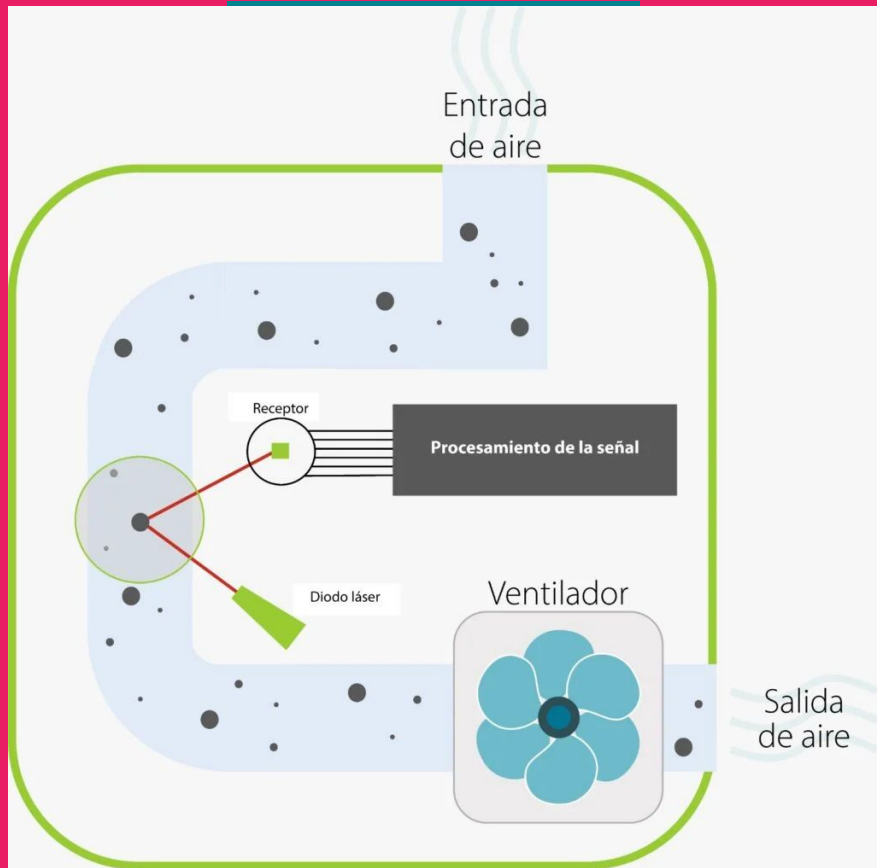 Entrada
de aire
Receptor
Procesamiento de la señal
Diodo láser
Ventilador
Salida
de aire